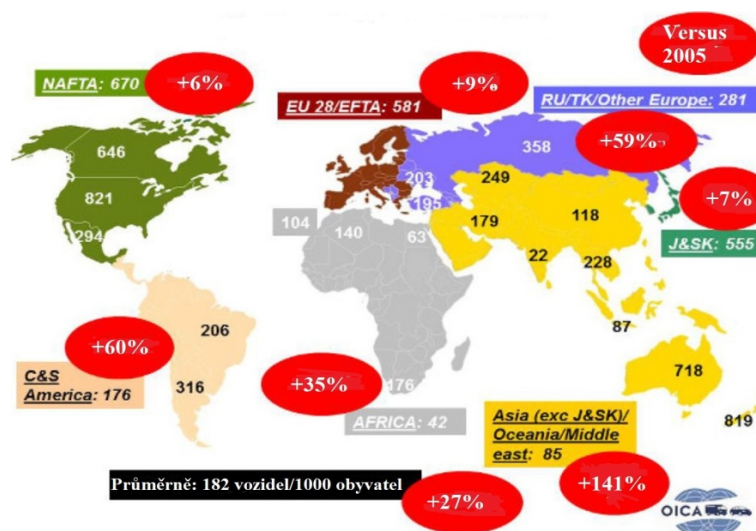 Versus
2005
NAFTA: 670
+6%
EU 28/EFTA: 581
+9%
RU/TK/Other Europe: 281
+59%
646
358
203
249
821
195
+7%
294
104
140
63
179
118
J&SK: 555
22
228
206
87
+60%
316
C&S
America: 176
+35%
176
718
AFRICA: 42
Asia (exc J&SK)/
Oceania/Middle
east: 85
819
Průměrně: 182 vozidel/1000 obyvatel
+27%
+141%
OICA